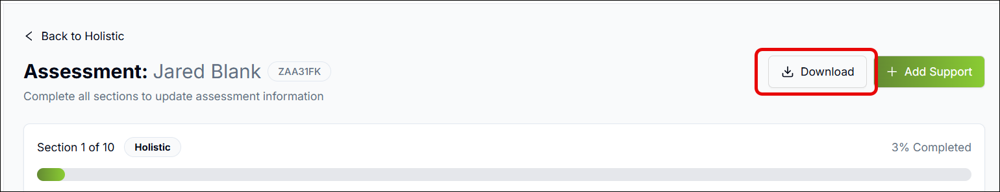 Back to Holistic
Assessment: Jared Blank ZAA31FK
Download
Add Support
Complete all sections to update assessment information
Section 1 of 10 Holistic
3% Completed